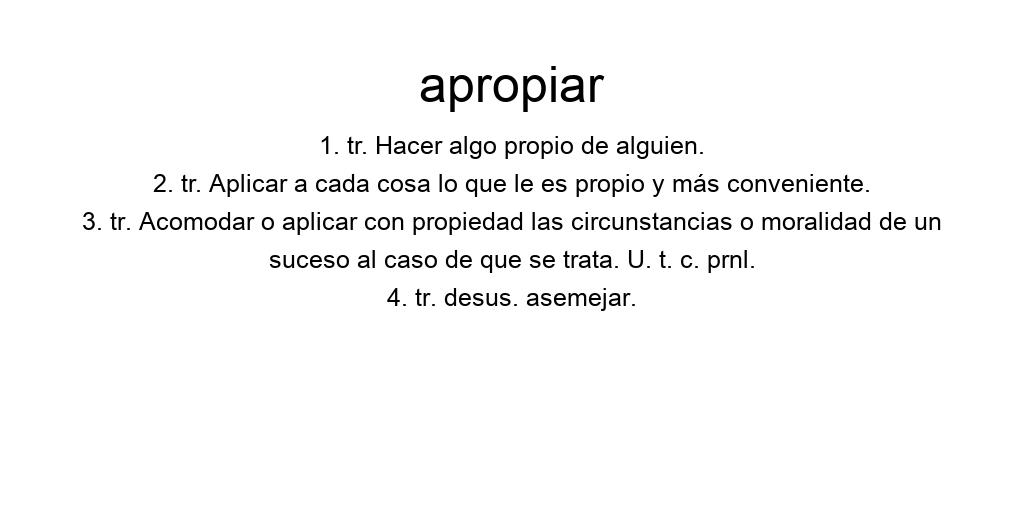 apropiar
1. tr. Hacer algo propio de alguien.
2. tr. Aplicar a cada cosa lo que le es propio y más conveniente.
3. tr. Acomodar o aplicar con propiedad las circunstancias o moralidad de un
suceso al caso de que se trata. U. t. c. prnl.
4. tr. desus. asemejar.